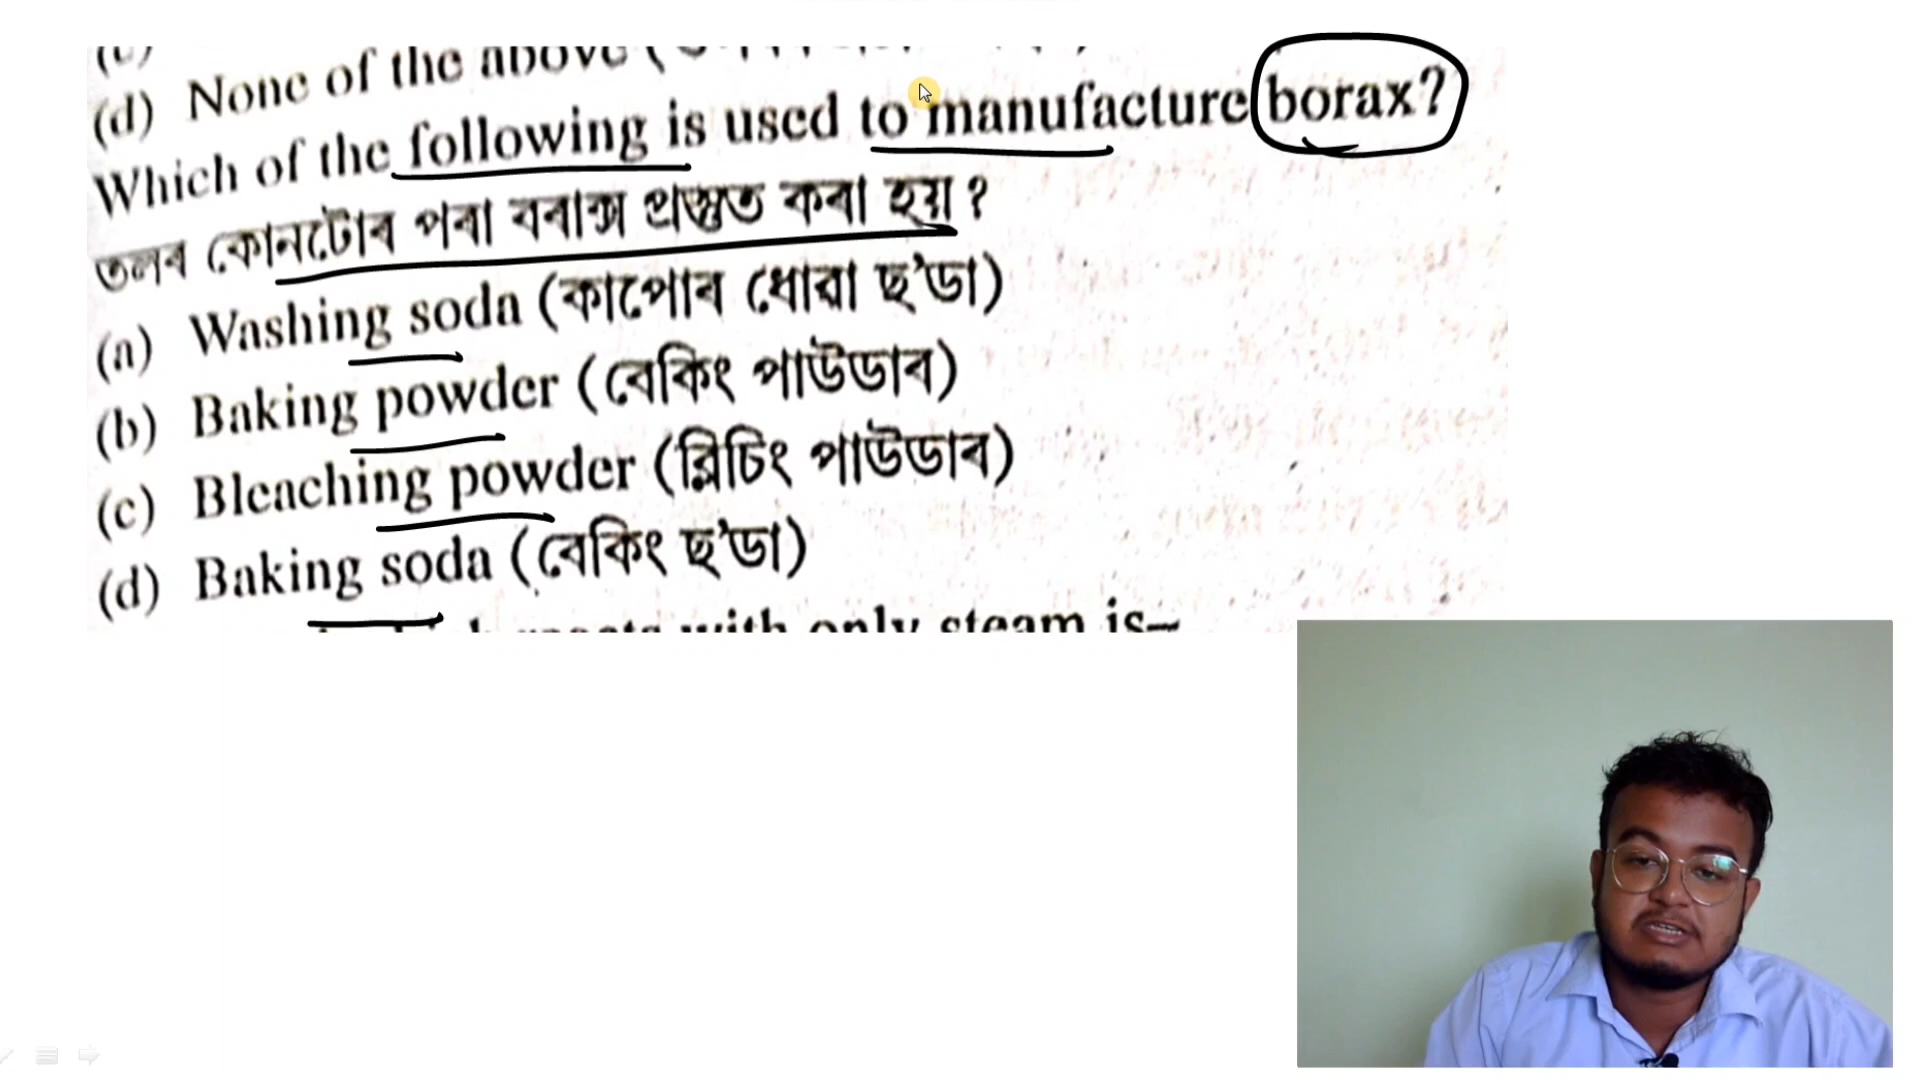 (d) None of the above (
Which of the following is used to manufacture borax?
তলৰ কোনটোৰ পৰা বৰাক্স প্ৰস্তুত কৰা হয় ?
(a) Washing soda (কাপোৰ ধোৱা ছ'ডা)
(b) Baking powder (বেকিং পাউডাৰ)
(c) Bleaching powder (ব্লিচিং পাউডাৰ)
(d) Baking soda (বেকিং ছ'ডা)
with only steam is—